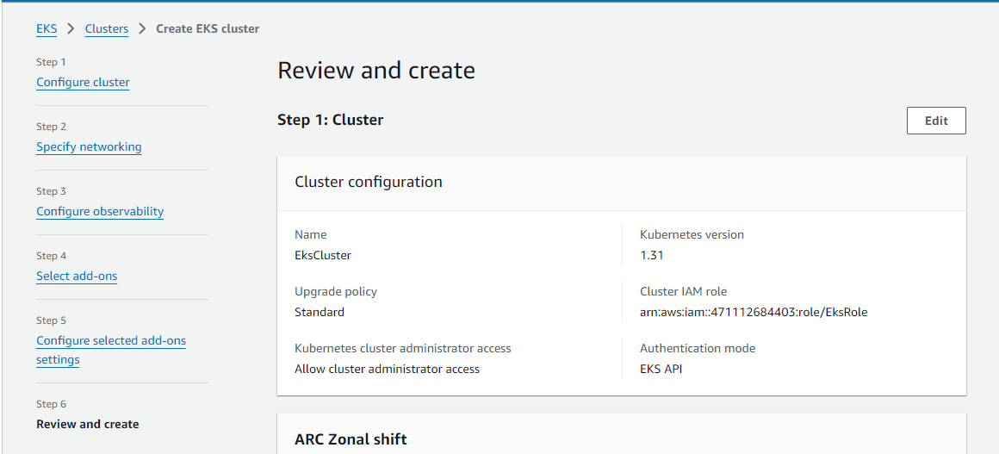 EKS > Clusters > Create EKS cluster
Step 1
Configure cluster
Step 2
Specify networking
Step 3
Configure observability
Step 4
Select add-ons
Step 5
Configure selected add-ons
settings
Step 6
Review and create
Review and create
Step 1: Cluster
Edit
Cluster configuration
Name
EksCluster
Kubernetes version
1.31
Upgrade policy
Standard
Cluster IAM role
arn:aws:iam::471112684403:role/EksRole
Kubernetes cluster administrator access
Allow cluster administrator access
Authentication mode
EKS API
ARC Zonal shift